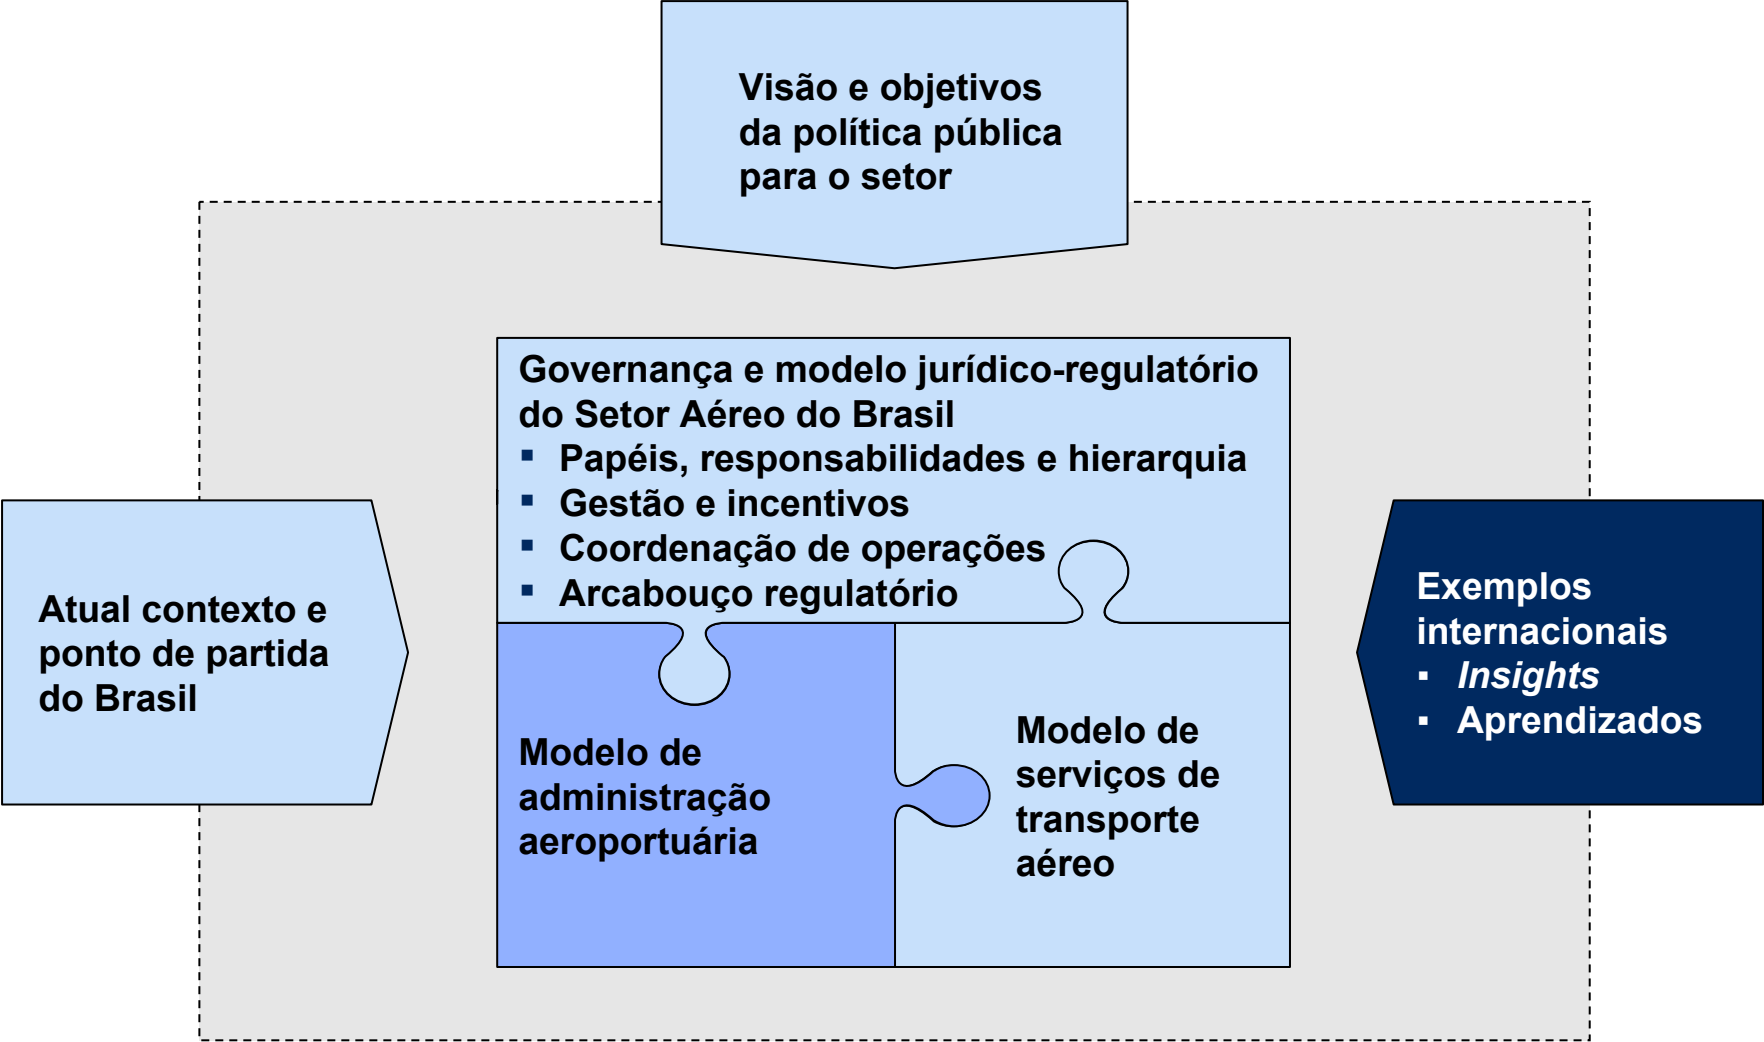 Visão e objetivos
da política pública
para o setor
Governança e modelo jurídico-regulatório
do Setor Aéreo do Brasil
▪ Papéis, responsabilidades e hierarquia
▪ Gestão e incentivos
▪ Coordenação de operações
▪ Arcabouço regulatório
Atual contexto e
ponto de partida
do Brasil
Exemplos
internacionais
▪ Insights
▪ Aprendizados
Modelo de
administração
aeroportuária
Modelo de
serviços de
transporte
aéreo